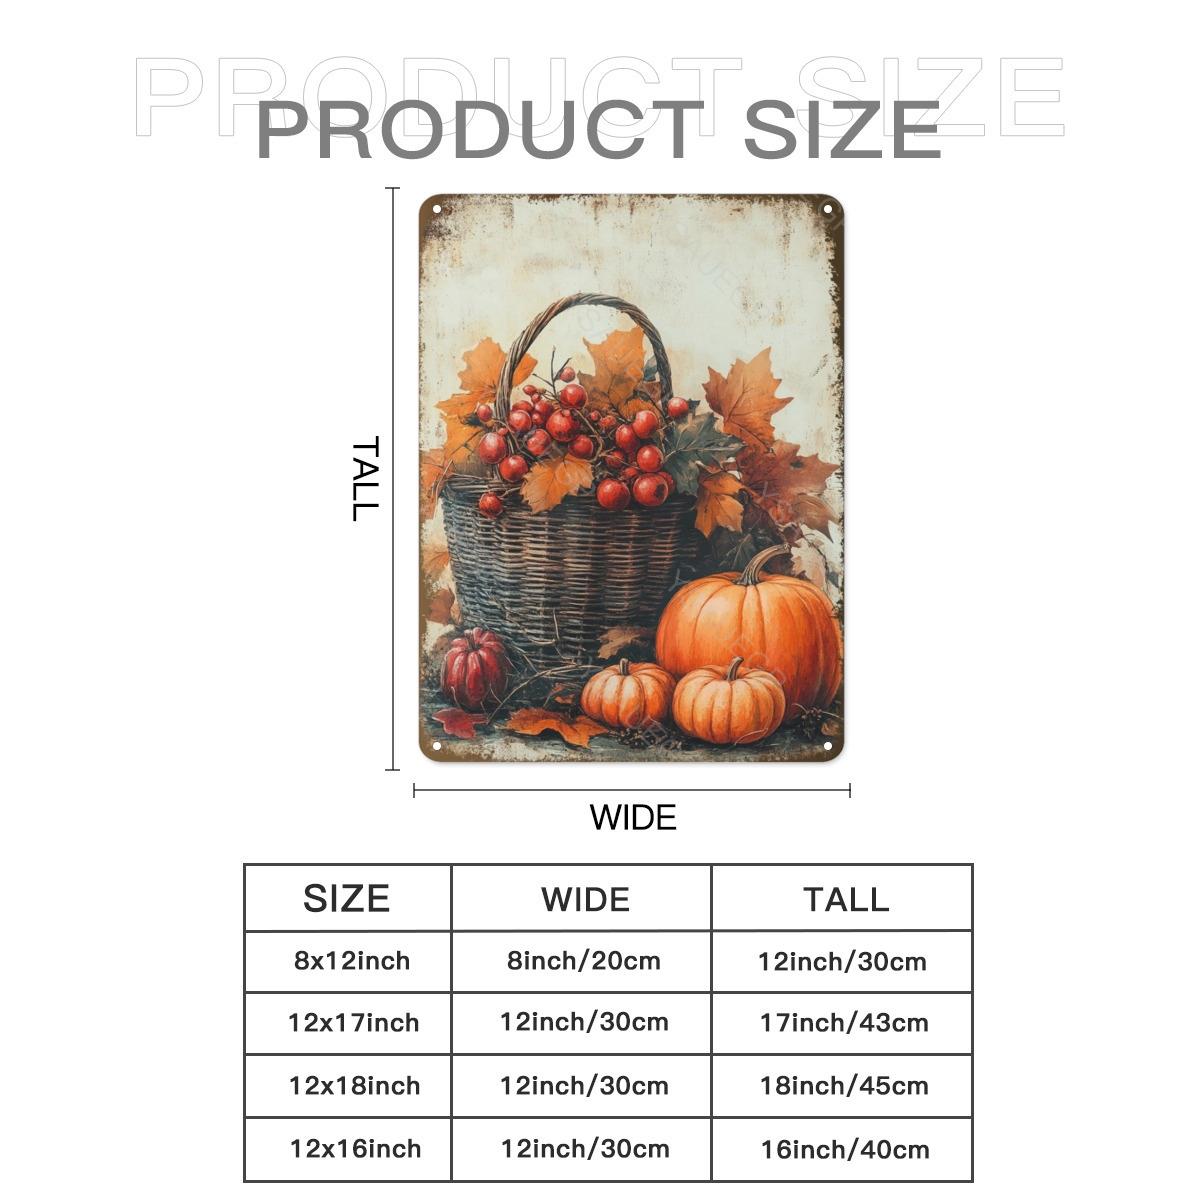 PRODUCT SIZE
PRODUCT SIZE
TALL
WIDE
SIZE WIDE TALL
8x12inch 8inch/20cm 12inch/30cm
12x17inch 12inch/30cm 17inch/43cm
12x18inch 12inch/30cm 18inch/45cm
12x16inch 12inch/30cm 16inch/40cm